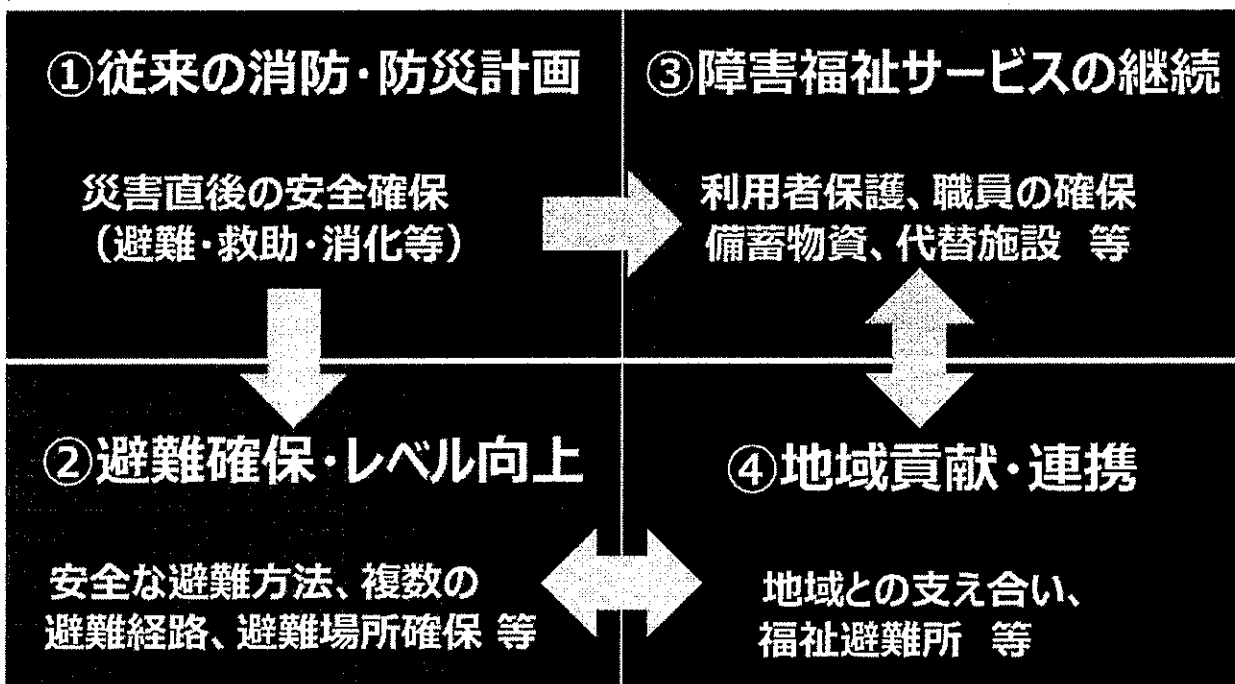 ①従来の消防・防災計画
災害直後の安全確保
（避難・救助・消化等）
③障害福祉サービスの継続
利用者保護、職員の確保
備蓄物資、代替施設 等
②避難確保・レベル向上
安全な避難方法、複数の
避難経路、避難場所確保 等
④地域貢献・連携
地域との支え合い、
福祉避難所 等